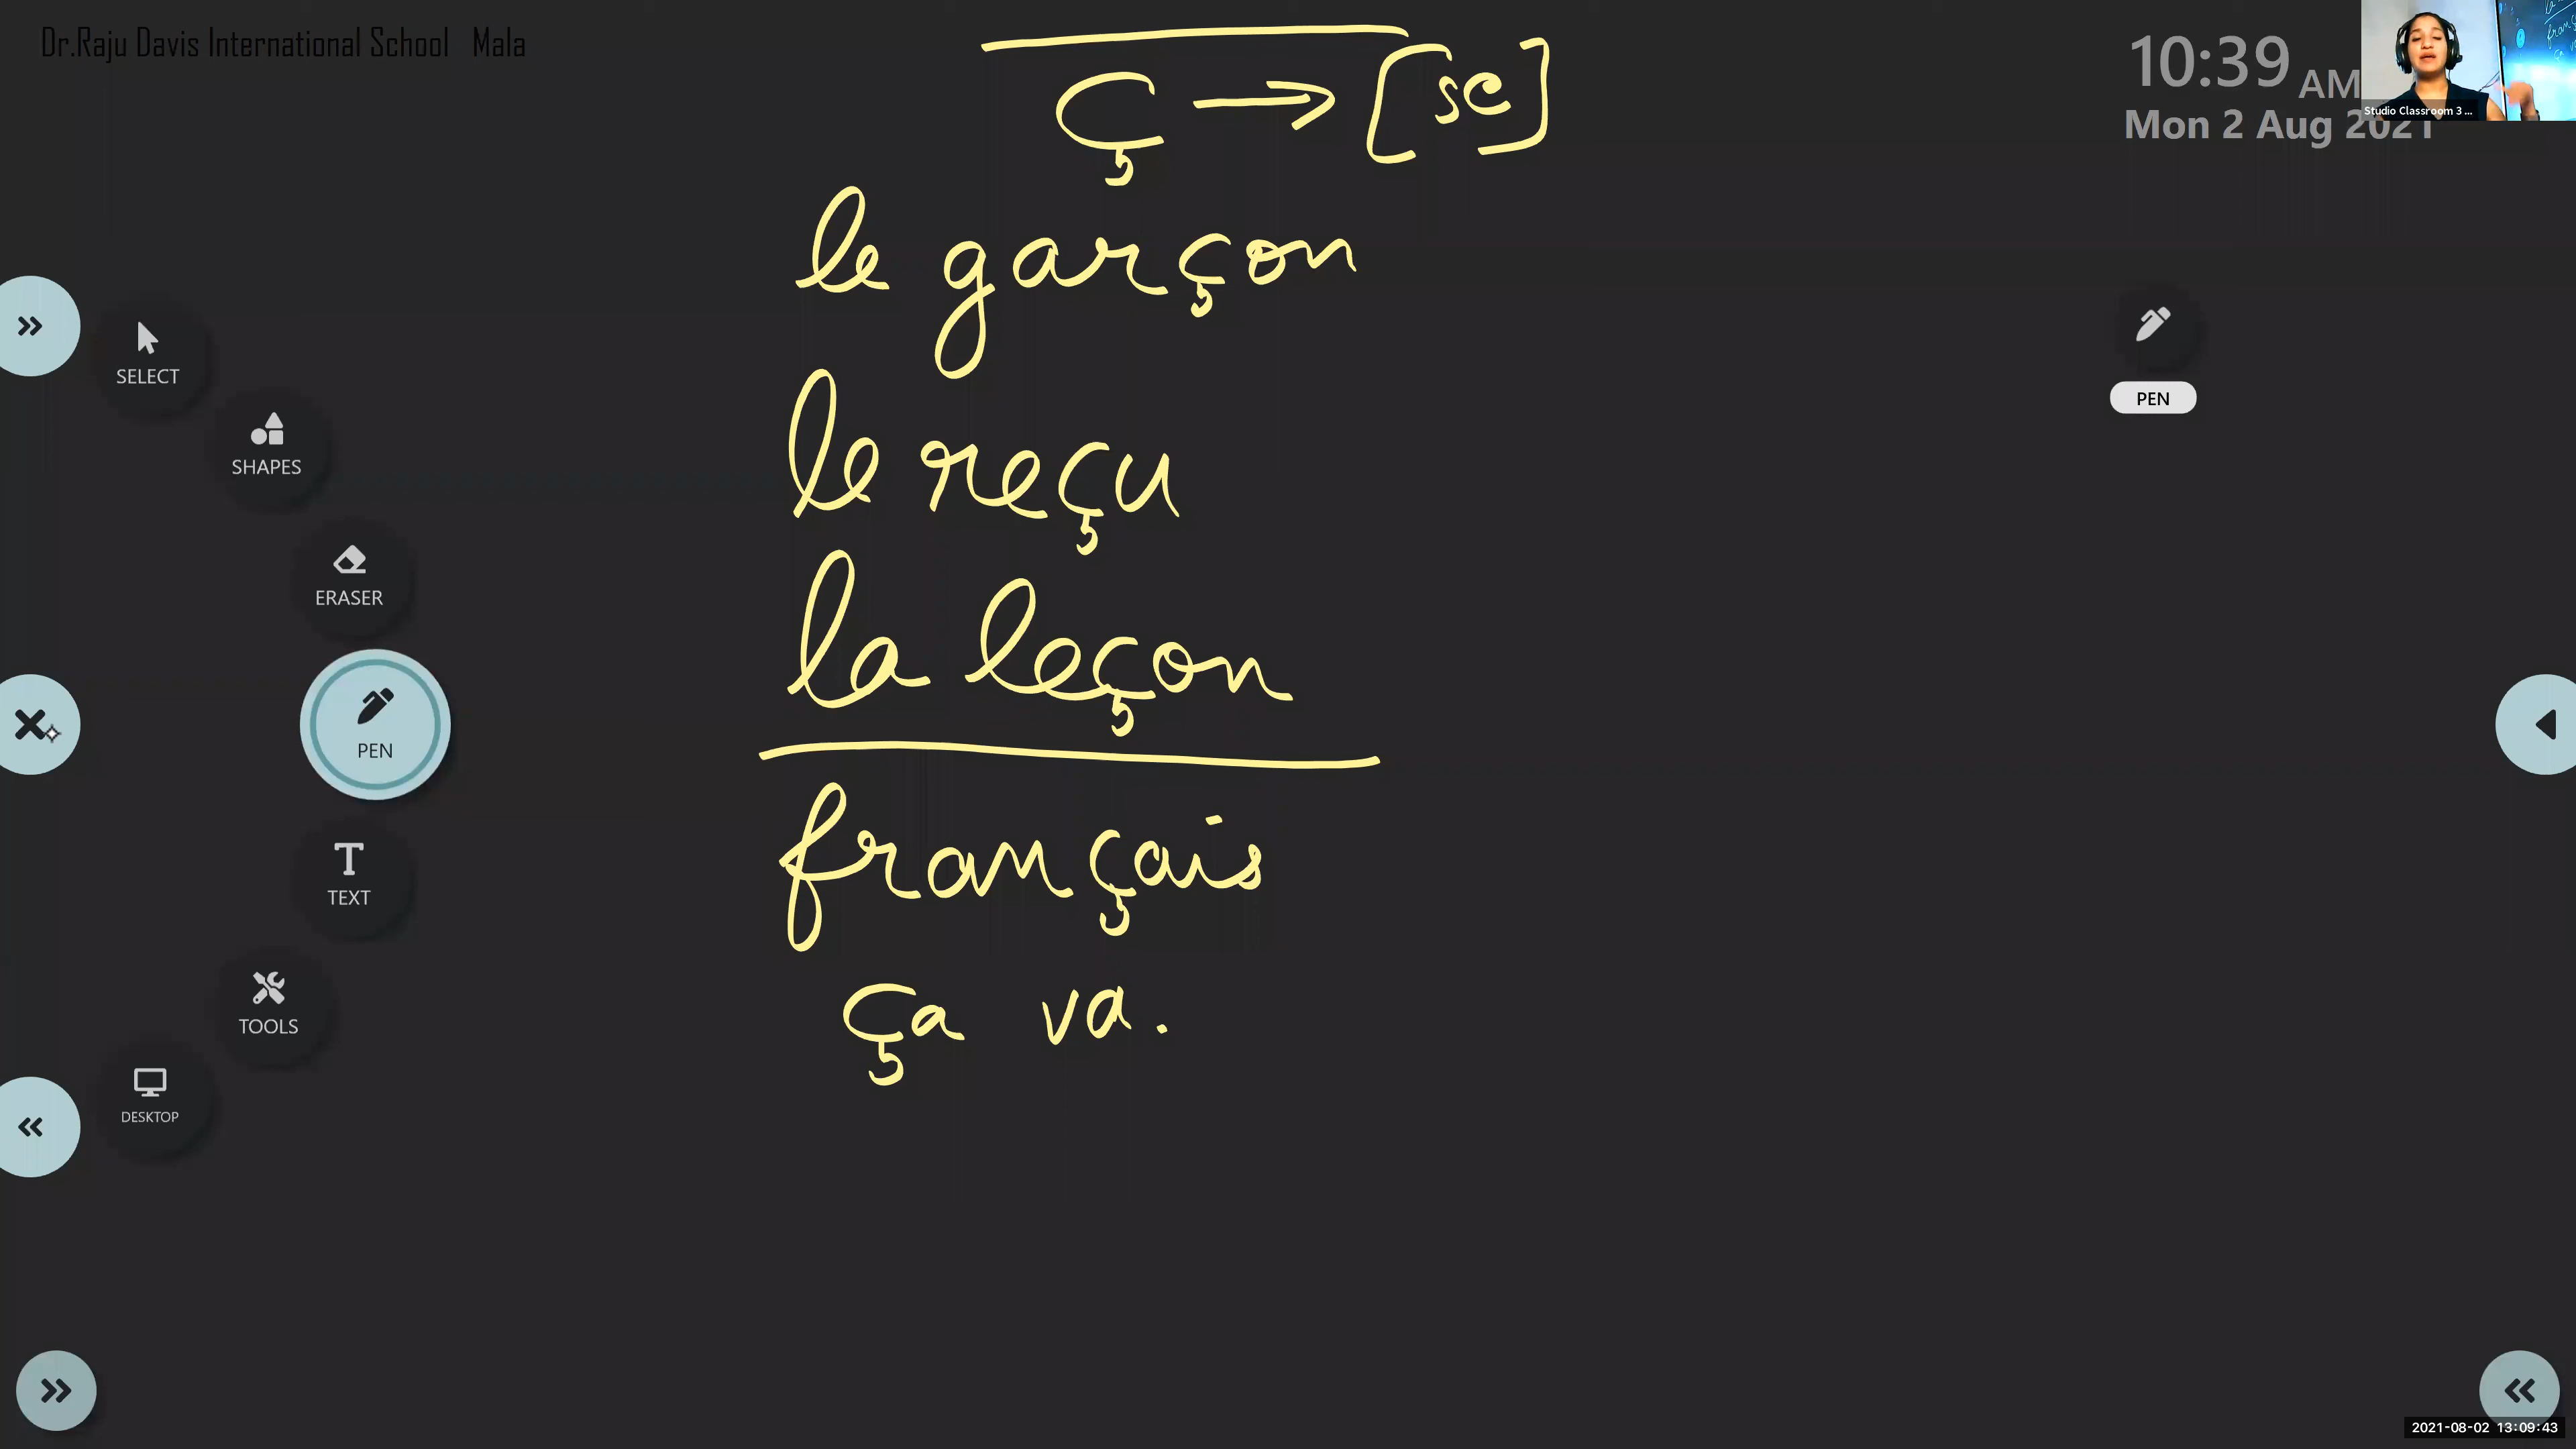 Dr.Raju Davis International School Mala
10:39 AM
Mon 2 Aug 2021
Studio Classroom 3 ...
ç → [se]
le garçon
le reçu
la leçon
français
ça va.
SELECT
SHAPES
ERASER
PEN
TEXT
TOOLS
DESKTOP
PEN
2021-08-02 13:09:43